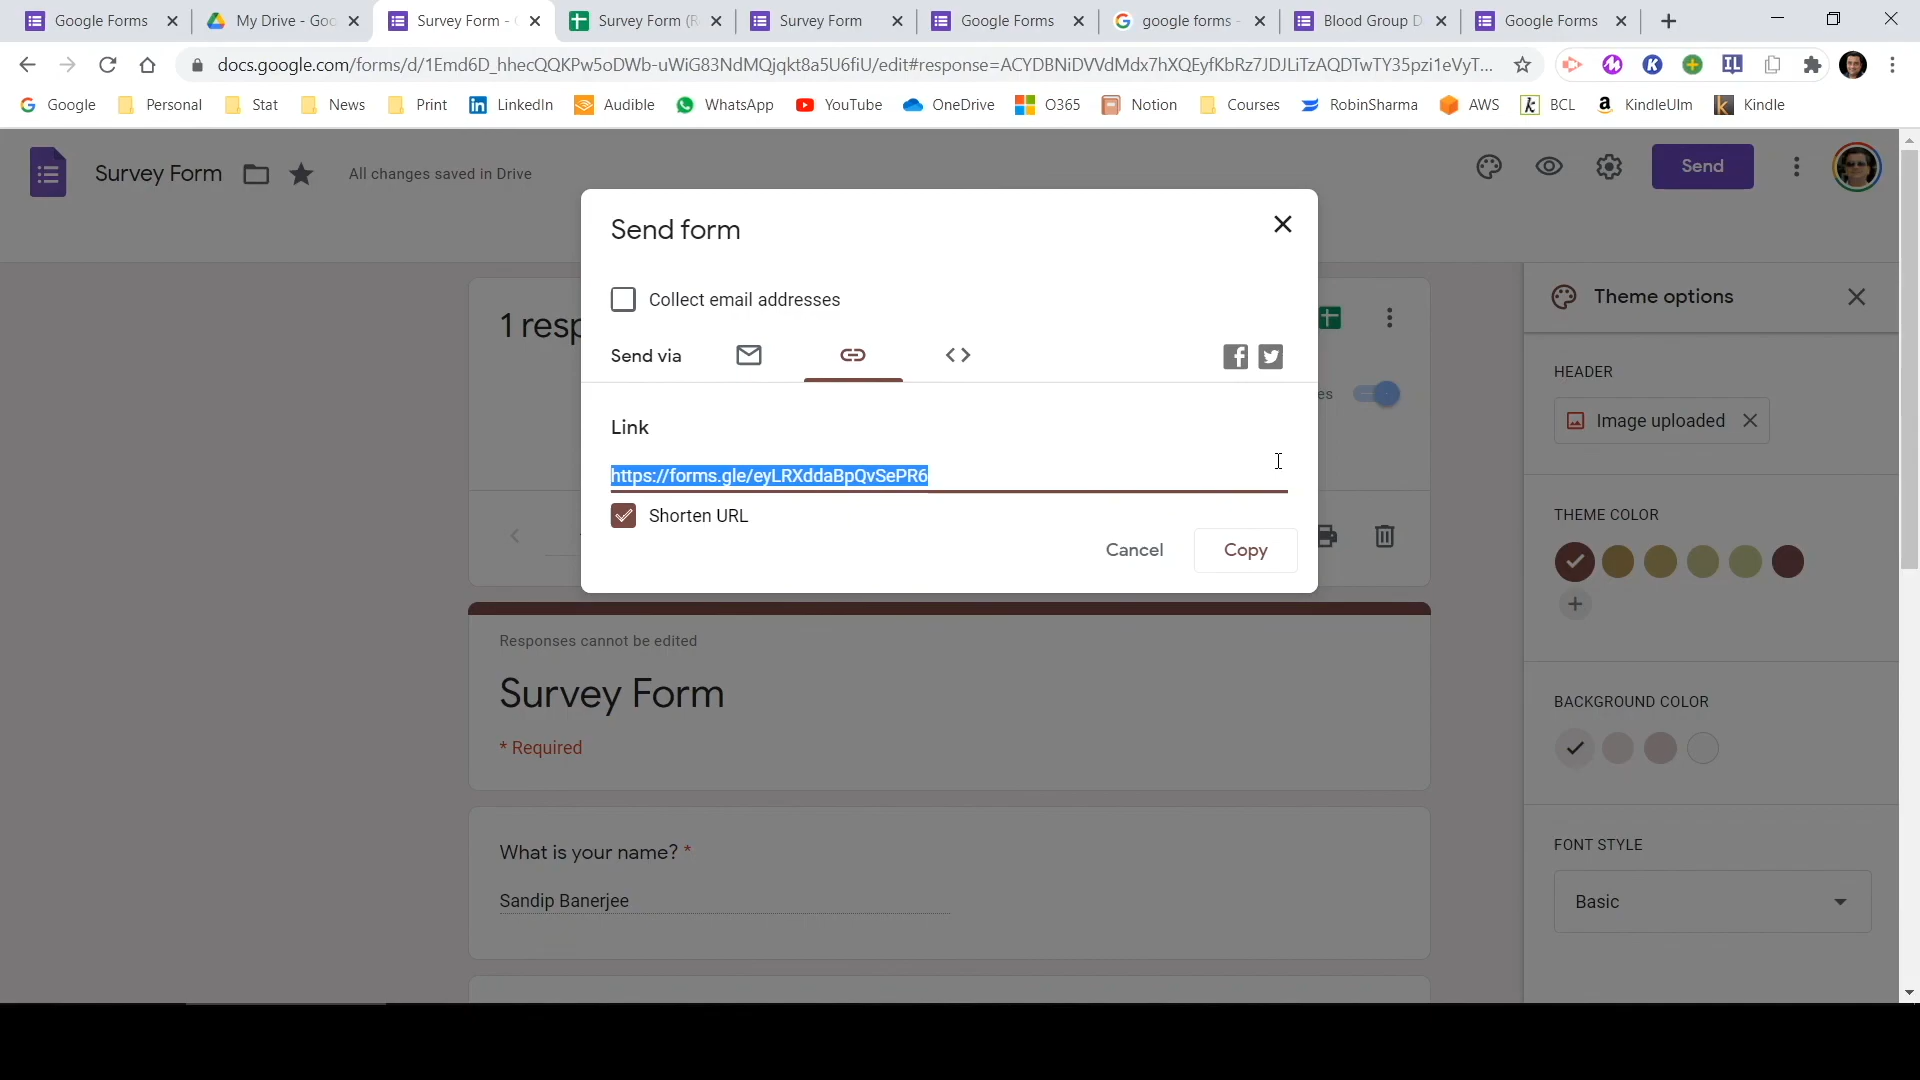 Google Forms
My Drive - Goo
Survey Form - G
Survey Form (R
Survey Form
Google Forms
google forms -
Blood Group D
Google Forms
docs.google.com/forms/d/1Emd6D_hhecQQKPw5oDWb-uWiG83NdMQjqkt8a5U6fiU/edit#response=ACYDBNiDVVdMdx7hXQEyfKbRz7JDJLiTzAQDTwTY35pzi1eVyT...
Google
Personal
Stat
News
Print
LinkedIn
Audible
WhatsApp
YouTube
OneDrive
O365
Notion
Courses
RobinSharma
AWS
BCL
KindleUlm
Kindle
Survey Form
All changes saved in Drive
Send
Send form
Collect email addresses
Send via
Link
https://forms.gle/eyLRXddaBpQvSePR6
Shorten URL
Cancel
Copy
1 resp
es
Responses cannot be edited
Survey Form
* Required
What is your name? *
Sandip Banerjee
Theme options
HEADER
Image uploaded
THEME COLOR
BACKGROUND COLOR
FONT STYLE
Basic